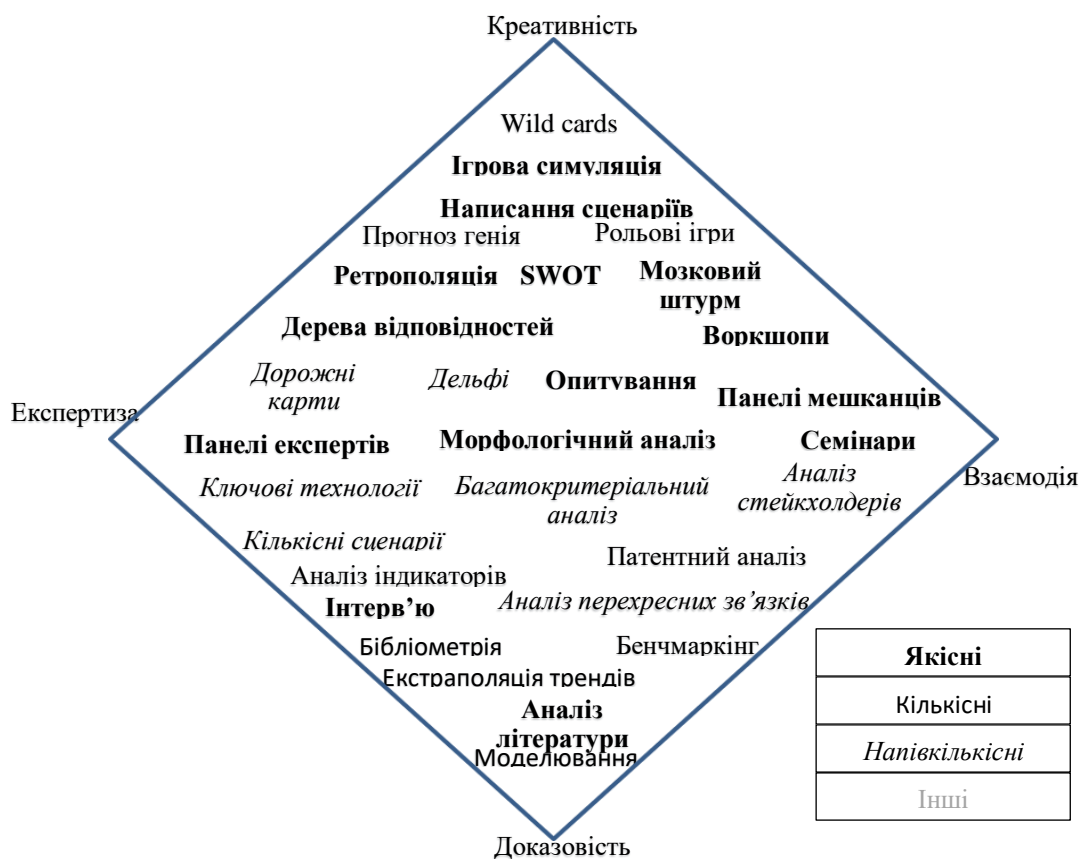 Креативність
Wild cards
Ігрова симуляція
Написання сценаріїв
Прогноз генія
Рольові ігри
Ретрополяція
SWOT
Мозковий
штурм
Дерева відповідностей
Воркшопи
Дорожні
карти
Дельфі
Опитування
Панелі мешканців
Експертиза
Панелі експертів
Морфологічний аналіз
Семінари
Взаємодія
Ключові технології
Багатокритеріальний
аналіз
Аналіз
стейкхолдерів
Кількісні сценарії
Патентний аналіз
Аналіз індикаторів
Інтерв’ю
Аналіз перехресних зв’язків
Бібліометрія
Бенчмаркінг
Екстраполяція трендів
Аналіз
літератури
Моделювання
Доказовість
Якісні
Кількісні
Напівкількісні
Інші